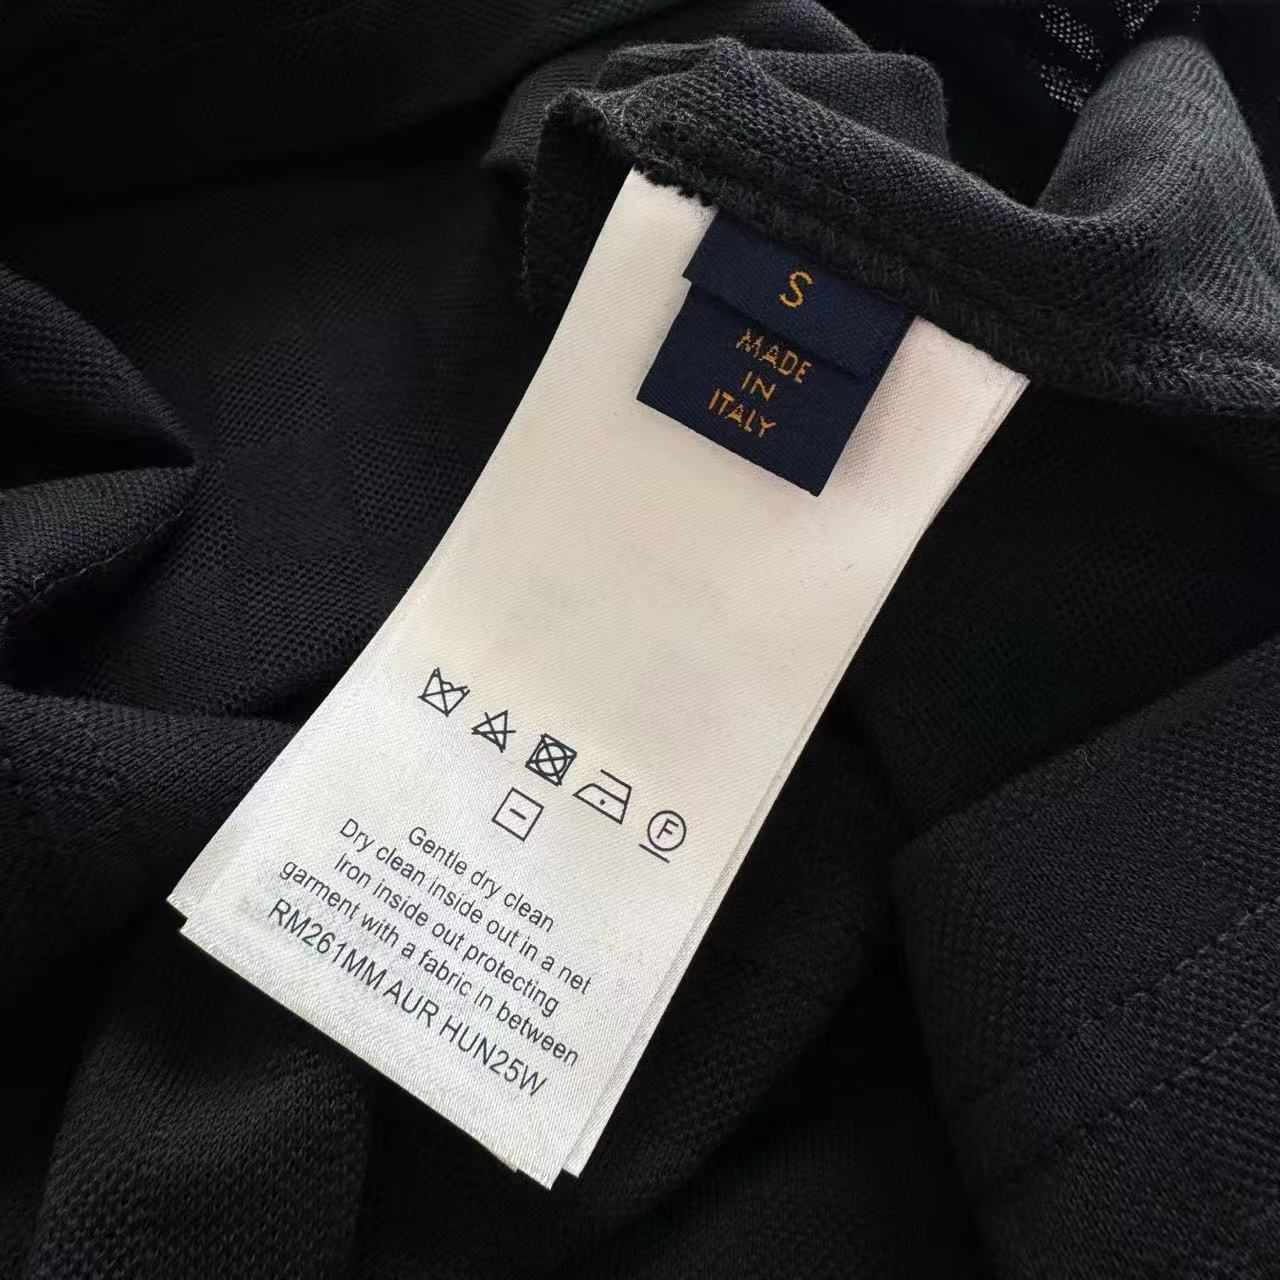 S
MADE
IN
ITALY
F
Gentle dry clean
Dry clean inside out in a net
Iron inside out protecting
garment with a fabric in between
RM261MM AUR HUN25W